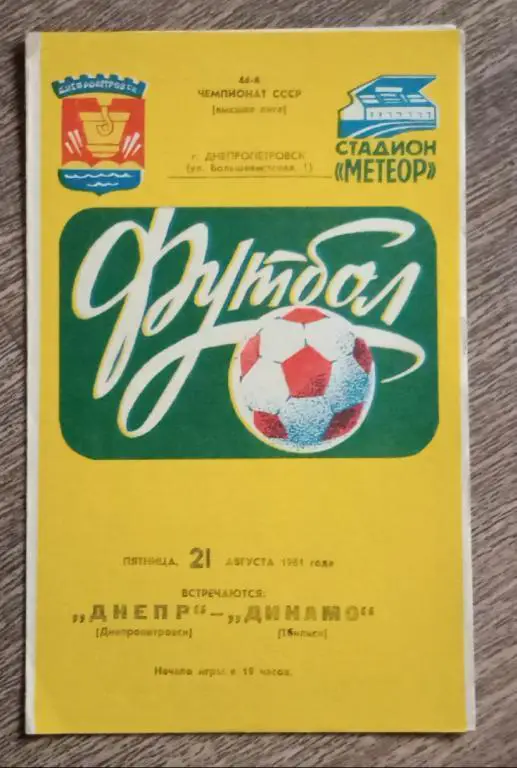 ДНЕПРОПЕТРОВСК
44-й
ЧЕМПИОНАТ СССР
[высшая лига]
г. ДНЕПРОПЕТРОВСК
(ул. Большевистская, 1)
СТАДИОН
«МЕТЕОР»
Футбол
ПЯТНИЦА, 21 АВГУСТА 1981 года
ВСТРЕЧАЮТСЯ:
„ДНЕПР“ — „ДИНАМО“
[Днепропетровск] [Тбилиси]
Начало игры в 19 часов.